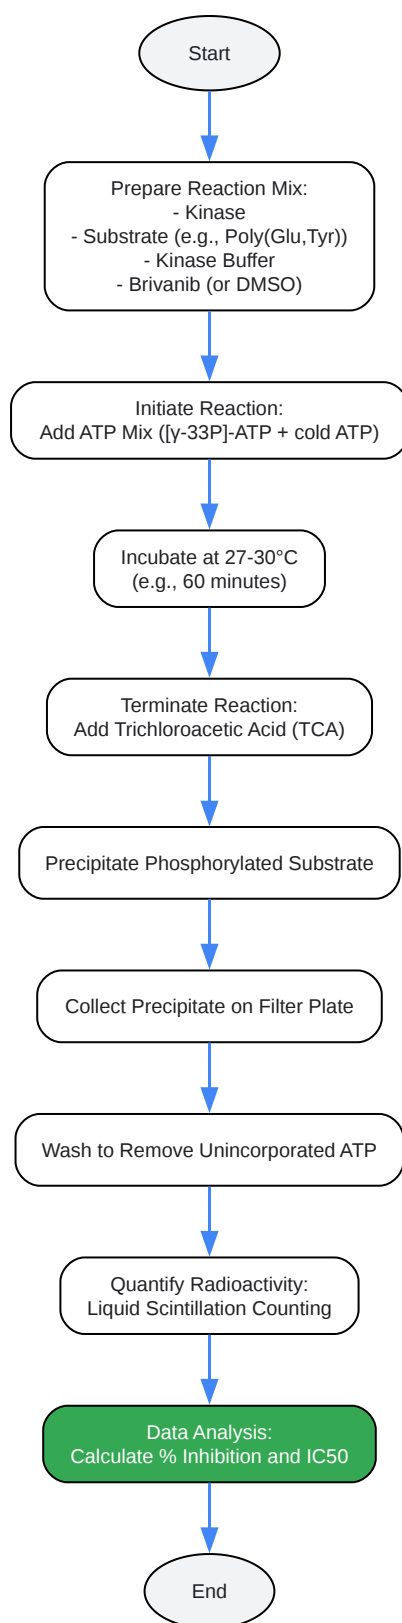 Start
Prepare Reaction Mix:
- Kinase
- Substrate (e.g., Poly(Glu,Tyr))
- Kinase Buffer
- Brivanib (or DMSO)
Initiate Reaction:
Add ATP Mix ([γ-33P]-ATP + cold ATP)
Incubate at 27-30°C
(e.g., 60 minutes)
Terminate Reaction:
Add Trichloroacetic Acid (TCA)
Precipitate Phosphorylated Substrate
Collect Precipitate on Filter Plate
Wash to Remove Unincorporated ATP
Quantify Radioactivity:
Liquid Scintillation Counting
Data Analysis:
Calculate % Inhibition and IC50
End